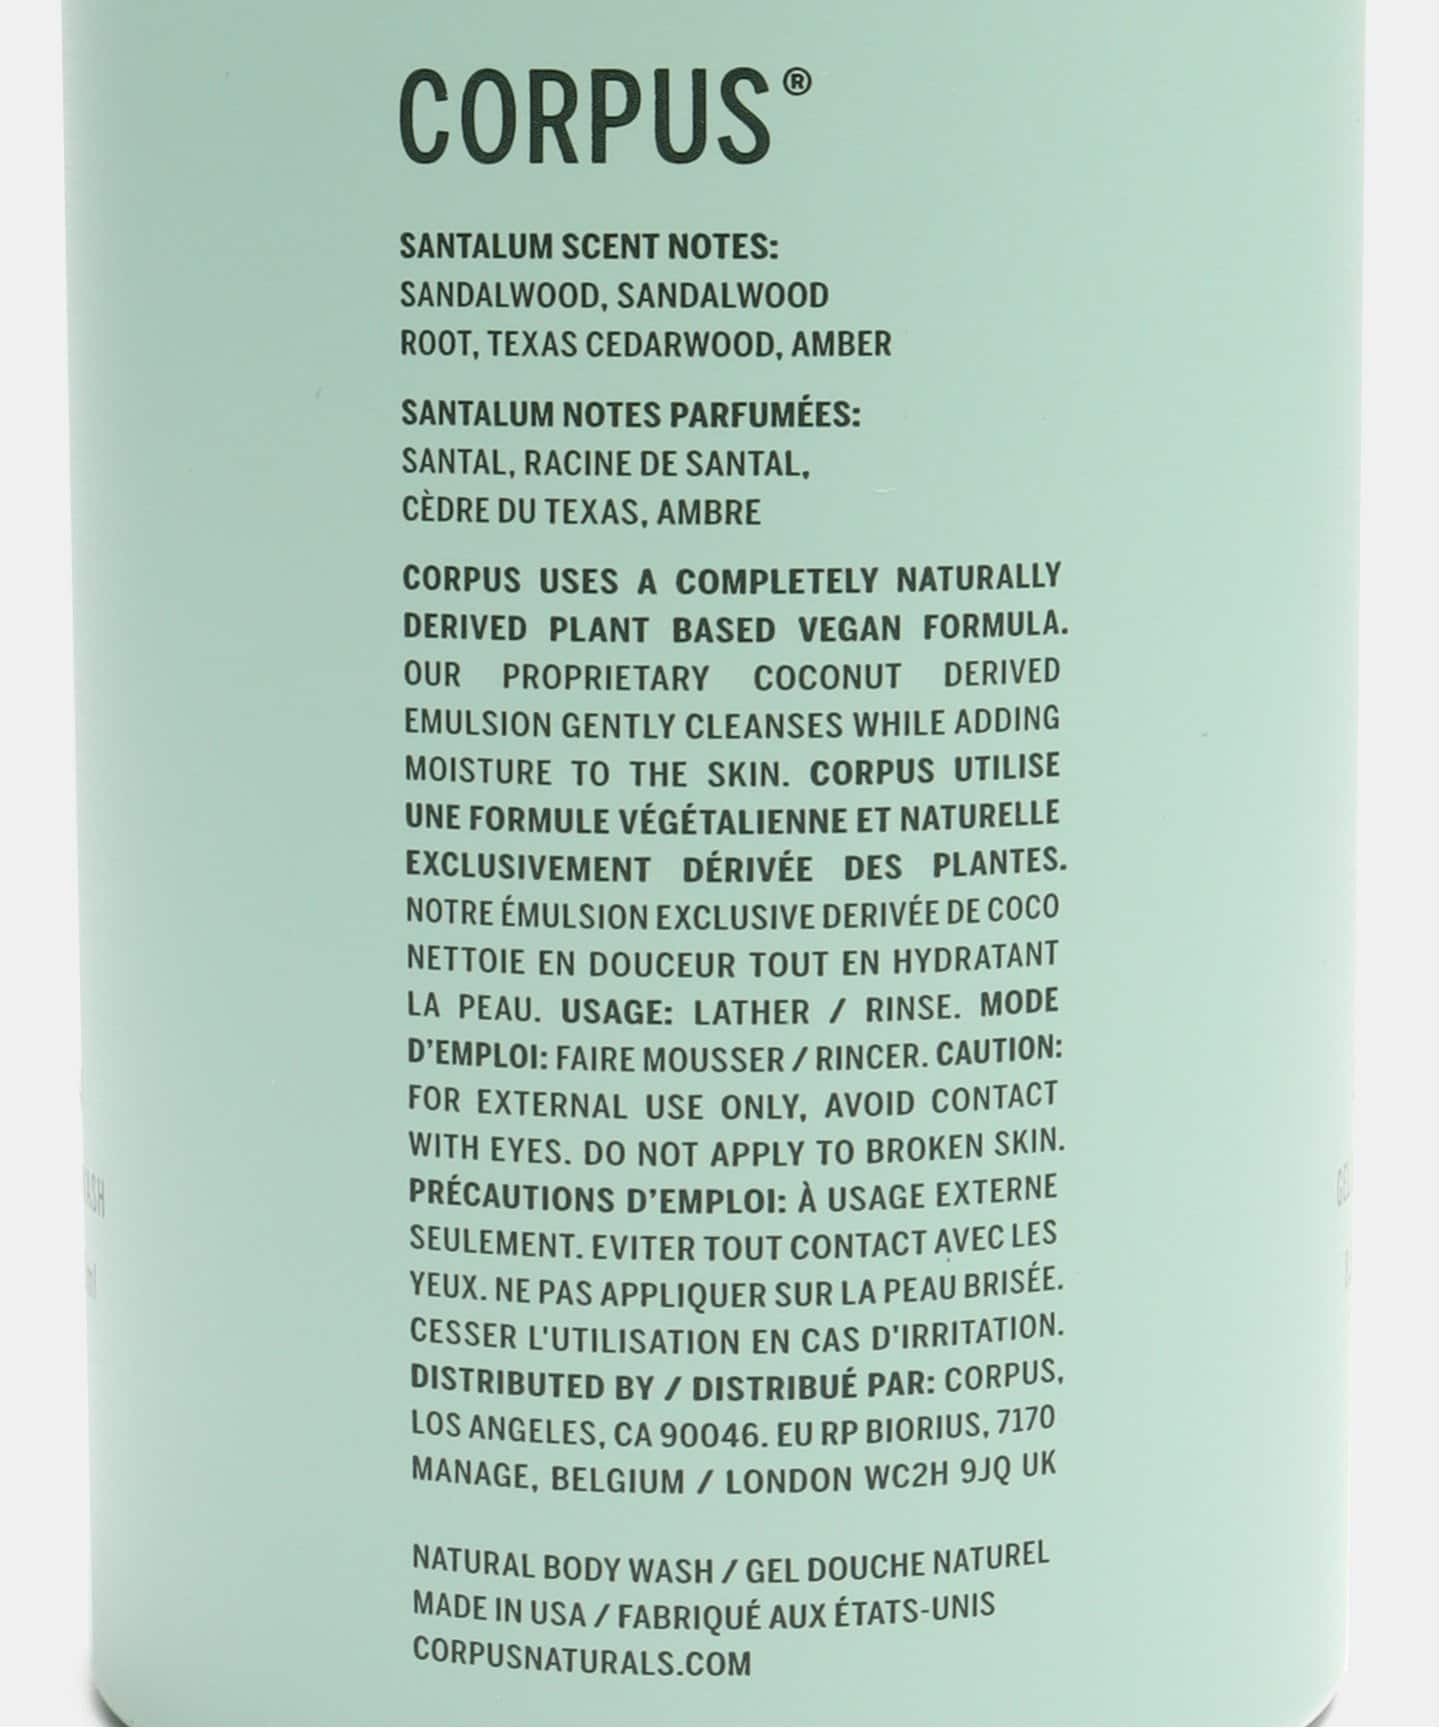 CORPUS®
SANTALUM SCENT NOTES:
SANDALWOOD, SANDALWOOD
ROOT, TEXAS CEDARWOOD, AMBER
SANTALUM NOTES PARFUMÉES:
SANTAL, RACINE DE SANTAL,
CÈDRE DU TEXAS, AMBRE
CORPUS USES A COMPLETELY NATURALLY
DERIVED PLANT BASED VEGAN FORMULA.
OUR PROPRIETARY COCONUT DERIVED
EMULSION GENTLY CLEANSES WHILE ADDING
MOISTURE TO THE SKIN. CORPUS UTILISE
UNE FORMULE VÉGÉTALIENNE ET NATURELLE
EXCLUSIVEMENT DÉRIVÉE DES PLANTES.
NOTRE ÉMULSION EXCLUSIVE DERIVÉE DE COCO
NETTOIE EN DOUCEUR TOUT EN HYDRATANT
LA PEAU. USAGE: LATHER / RINSE. MODE
D'EMPLOI: FAIRE MOUSSER / RINCER. CAUTION:
FOR EXTERNAL USE ONLY, AVOID CONTACT
WITH EYES. DO NOT APPLY TO BROKEN SKIN.
PRÉCAUTIONS D'EMPLOI: À USAGE EXTERNE
SEULEMENT. EVITER TOUT CONTACT AVEC LES
YEUX. NE PAS APPLIQUER SUR LA PEAU BRISÉE.
CESSER L'UTILISATION EN CAS D'IRRITATION.
DISTRIBUTED BY / DISTRIBUÉ PAR: CORPUS,
LOS ANGELES, CA 90046. EU RP BIORIUS, 7170
MANAGE, BELGIUM / LONDON WC2H 9JQ UK
NATURAL BODY WASH / GEL DOUCHE NATUREL
MADE IN USA / FABRIQUÉ AUX ÉTATS-UNIS
CORPUSNATURALS.COM